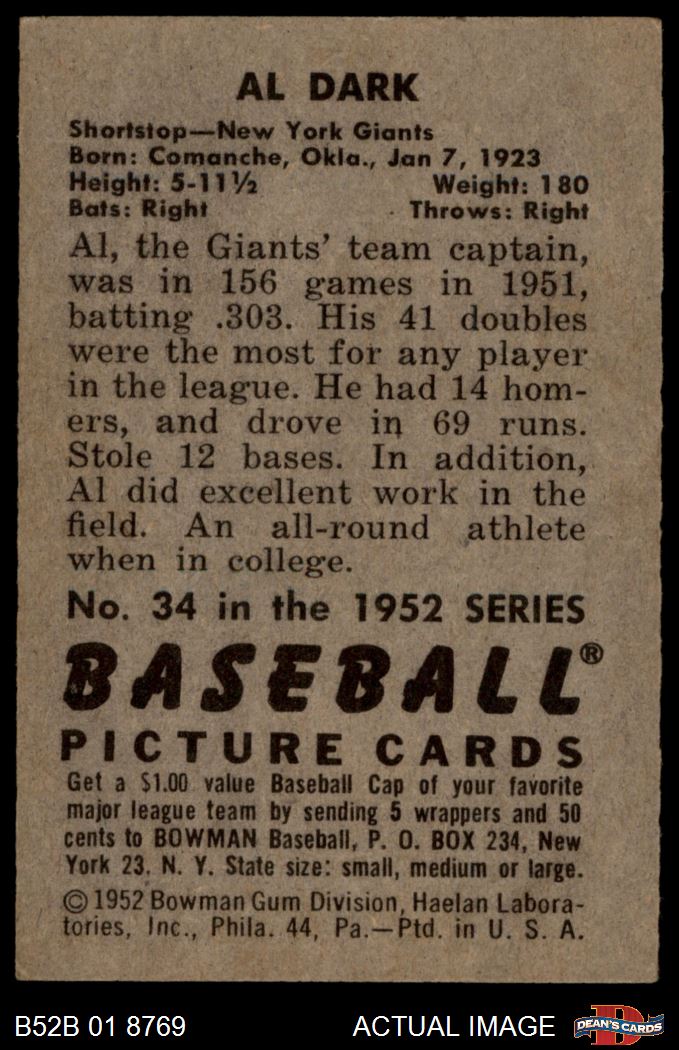 AL DARK
Shortstop—New York Giants
Born: Comanche, Okla., Jan 7, 1923
Height: 5-11½ Weight: 180
Bats: Right Throws: Right
Al, the Giants' team captain,
was in 156 games in 1951,
batting .303. His 41 doubles
were the most for any player
in the league. He had 14 hom-
ers, and drove in 69 runs.
Stole 12 bases. In addition,
Al did excellent work in the
field. An all-round athlete
when in college.
No. 34 in the 1952 SERIES
BASEBALL®
PICTURE CARDS
Get a $1.00 value Baseball Cap of your favorite
major league team by sending 5 wrappers and 50
cents to BOWMAN Baseball, P. O. BOX 234, New
York 23. N. Y. State size: small, medium or large.
© 1952 Bowman Gum Division, Haelan Labora-
tories, Inc., Phila. 44, Pa.—Ptd. in U. S. A.
B52B 01 8769 ACTUAL IMAGE D DEAN'S CARDS